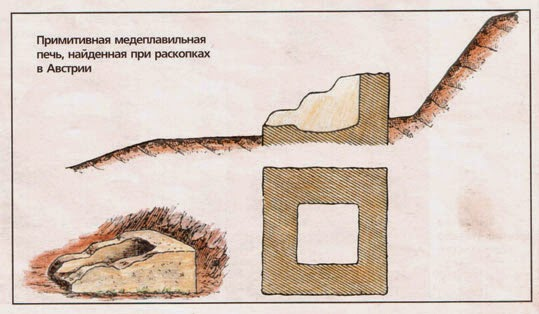 Примитивная медеплавильная
печь, найденная при раскопках
в Австрии